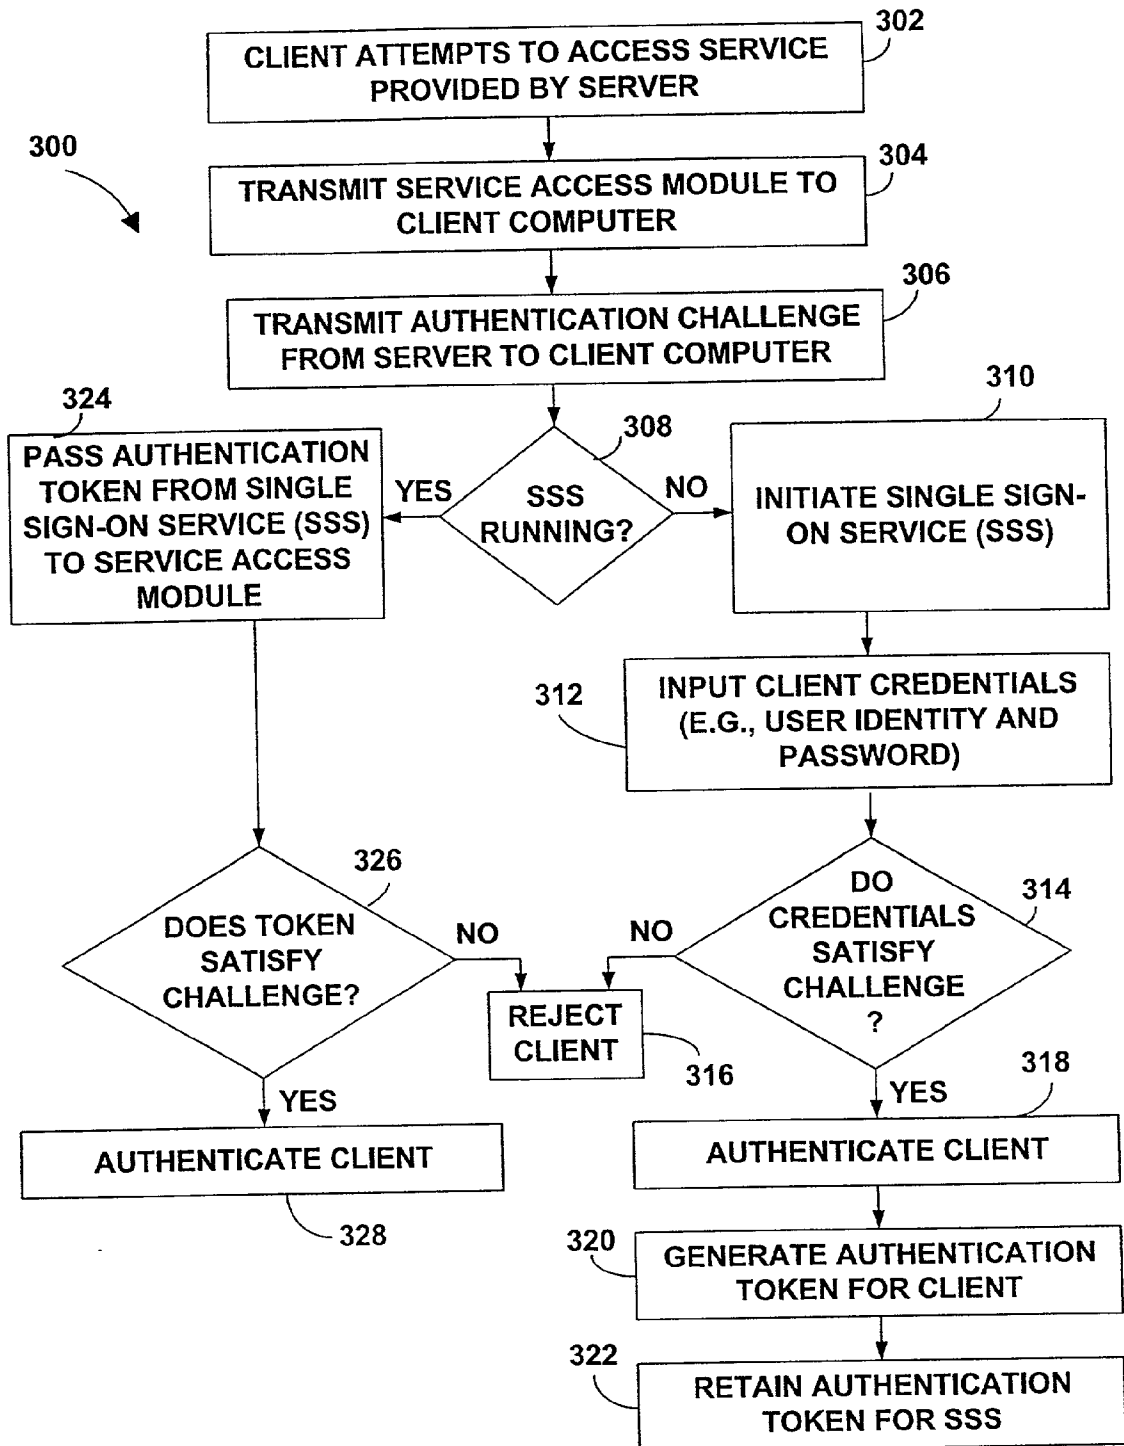 302
CLIENT ATTEMPTS TO ACCESS SERVICE
PROVIDED BY SERVER
300
304
TRANSMIT SERVICE ACCESS MODULE TO
CLIENT COMPUTER
306
TRANSMIT AUTHENTICATION CHALLENGE
FROM SERVER TO CLIENT COMPUTER
308
SSS
RUNNING?
YES
NO
324
PASS AUTHENTICATION
TOKEN FROM SINGLE
SIGN-ON SERVICE (SSS)
TO SERVICE ACCESS
MODULE
310
INITIATE SINGLE SIGN-
ON SERVICE (SSS)
312
INPUT CLIENT CREDENTIALS
(E.G., USER IDENTITY AND
PASSWORD)
326
DOES TOKEN
SATISFY
CHALLENGE?
NO
314
DO
CREDENTIALS
SATISFY
CHALLENGE
?
NO
REJECT
CLIENT
316
YES
AUTHENTICATE CLIENT
328
YES
318
AUTHENTICATE CLIENT
320
GENERATE AUTHENTICATION
TOKEN FOR CLIENT
322
RETAIN AUTHENTICATION
TOKEN FOR SSS